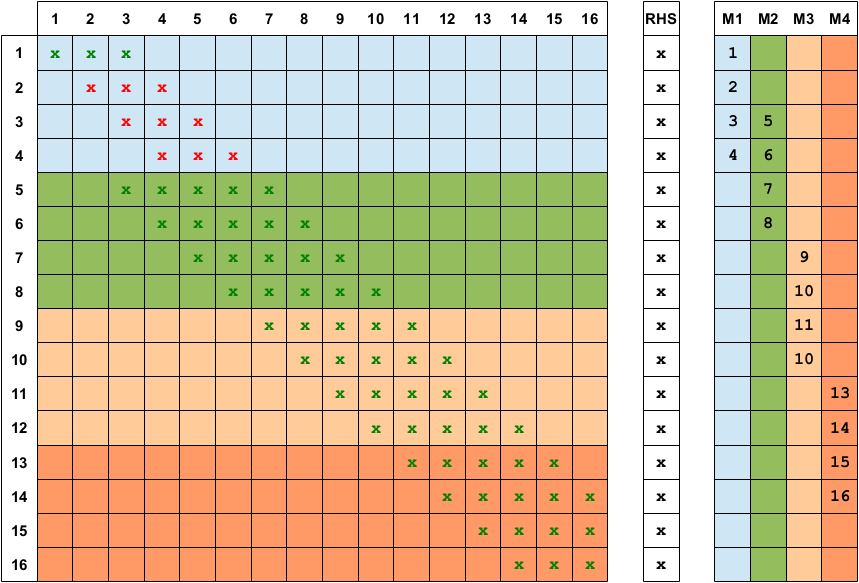 1 2 3 4 5 6 7 8 9 10 11 12 13 14 15 16 RHS M1 M2 M3 M4
1 x x x x 1
2 x x x x 2
3 x x x x 3 5
4 x x x x 4 6
5 x x x x x x 7
6 x x x x x x 8
7 x x x x x x 9
8 x x x x x x 10
9 x x x x x x 11
10 x x x x x x 10
11 x x x x x x 13
12 x x x x x x 14
13 x x x x x x 15
14 x x x x x x 16
15 x x x x x
16 x x x x